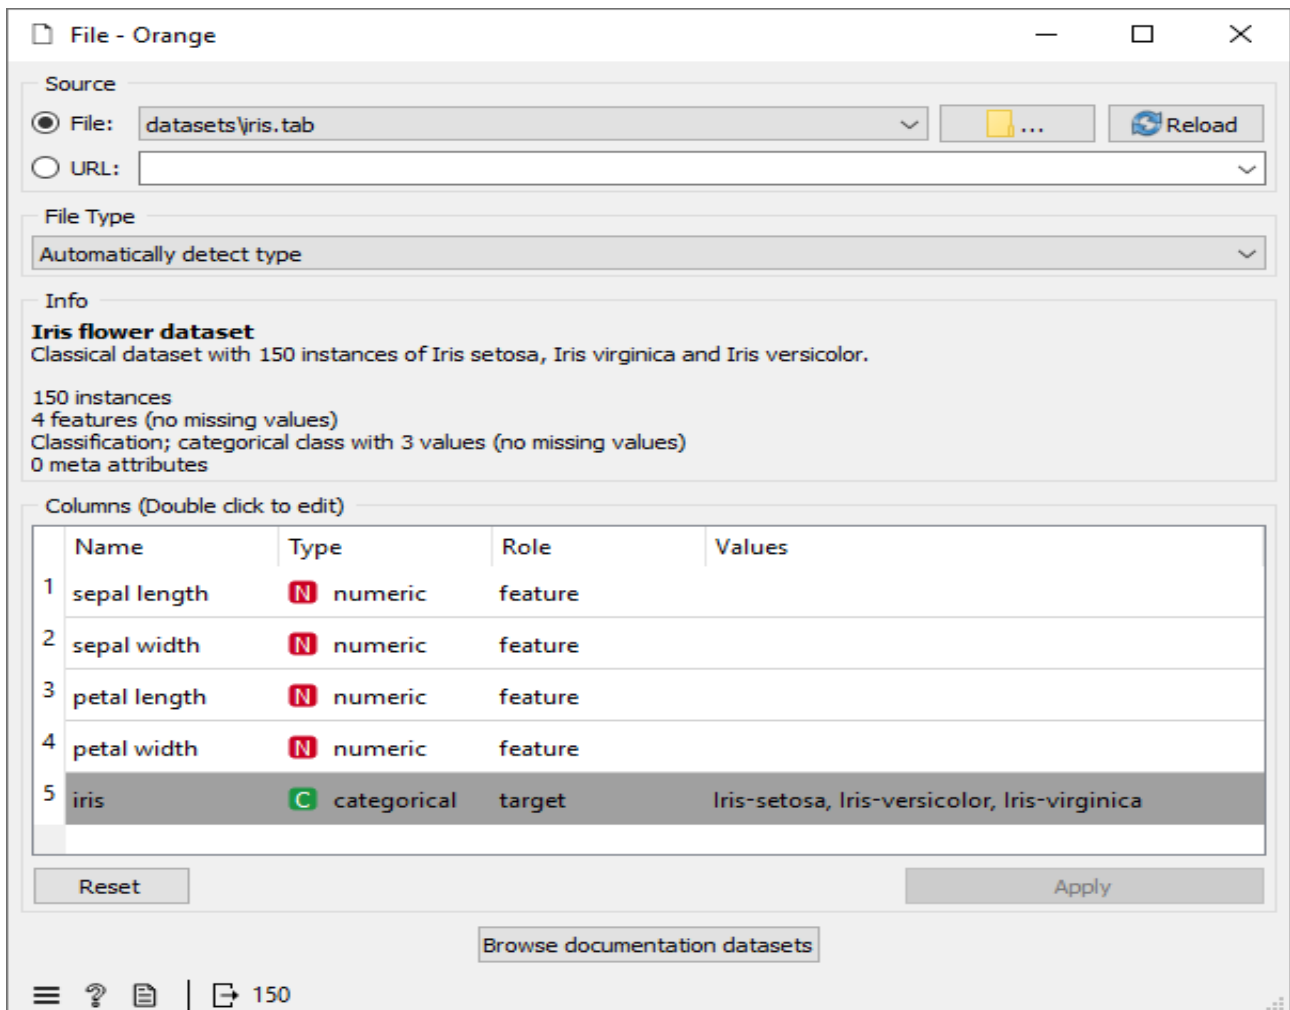 File - Orange
Source
File: datasets\iris.tab ... Reload
URL:
File Type
Automatically detect type
Info
Iris flower dataset
Classical dataset with 150 instances of Iris setosa, Iris virginica and Iris versicolor.
150 instances
4 features (no missing values)
Classification; categorical class with 3 values (no missing values)
0 meta attributes
Columns (Double click to edit)
Name Type Role Values
1 sepal length N numeric feature
2 sepal width N numeric feature
3 petal length N numeric feature
4 petal width N numeric feature
5 iris C categorical target Iris-setosa, Iris-versicolor, Iris-virginica
Reset Apply
Browse documentation datasets
? 150